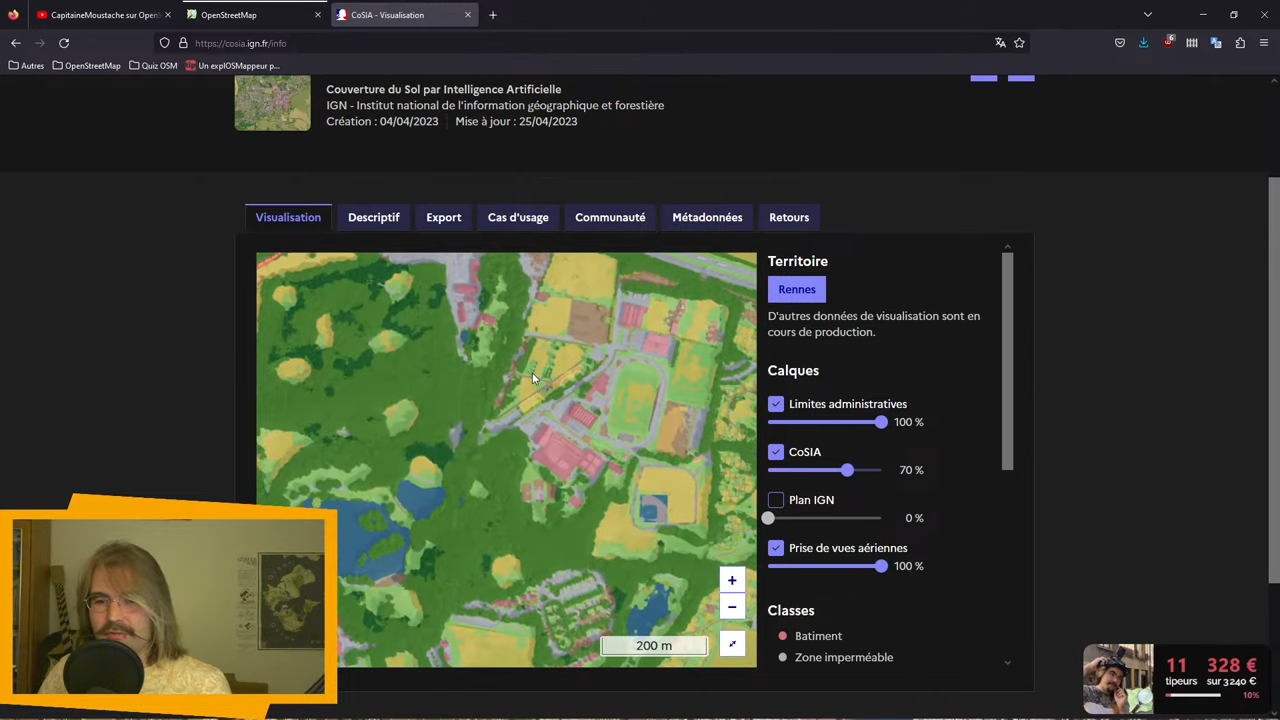 CapitaineMoustache sur OpenS
OpenStreetMap
CoSIA - Visualisation
https://cosia.ign.fr/info
6
Autres
OpenStreetMap
Quiz OSM
Un explOSMappeur p...
Couverture du Sol par Intelligence Artificielle
IGN - Institut national de l'information géographique et forestière
Création : 04/04/2023
Mise à jour : 25/04/2023
Visualisation
Descriptif
Export
Cas d'usage
Communauté
Métadonnées
Retours
Territoire
Rennes
D'autres données de visualisation sont en
cours de production.
Calques
Limites administratives
100 %
CoSIA
70 %
Plan IGN
0 %
Prise de vues aériennes
100 %
Classes
Batiment
Zone imperméable
+
−
200 m
11
tipeurs
328 €
sur 3 240 €
10%